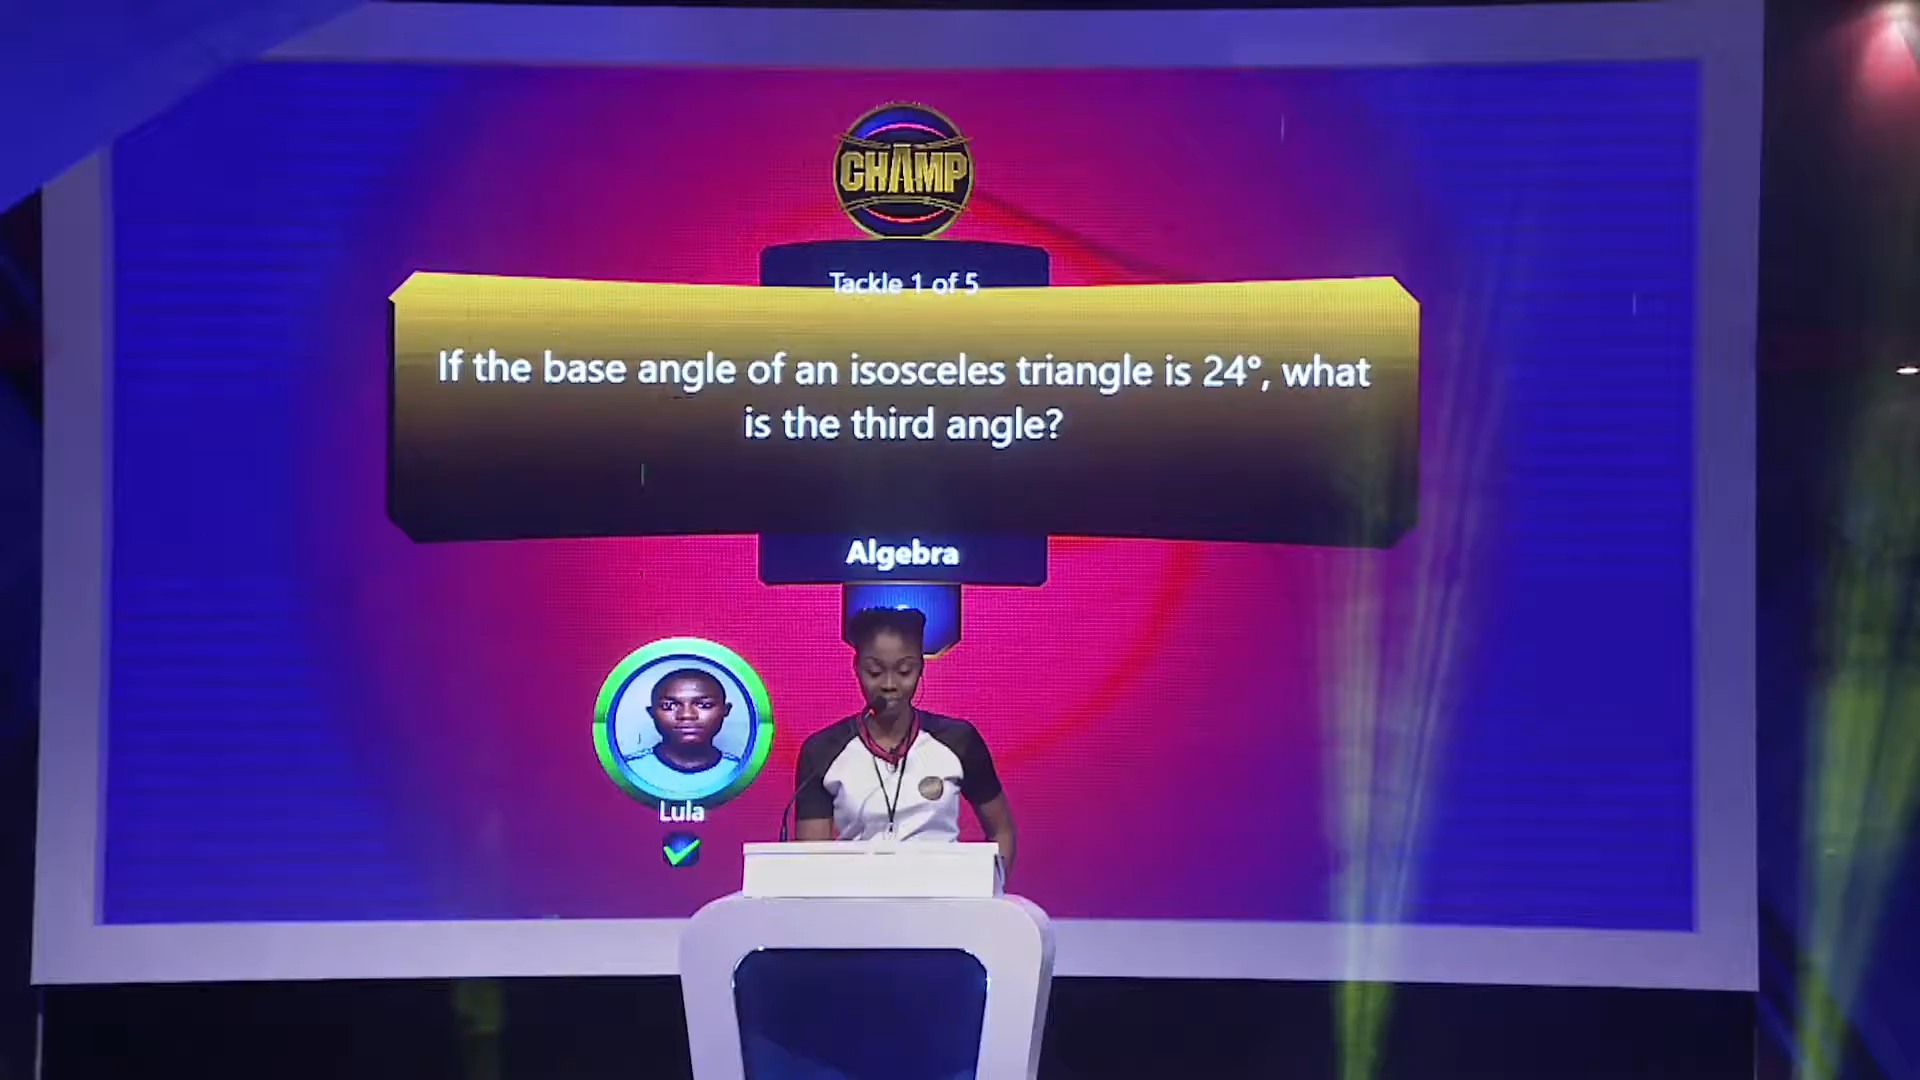 CHAMP
Tackle 1 of 5
If the base angle of an isosceles triangle is 24°, what
is the third angle?
Algebra
Lula